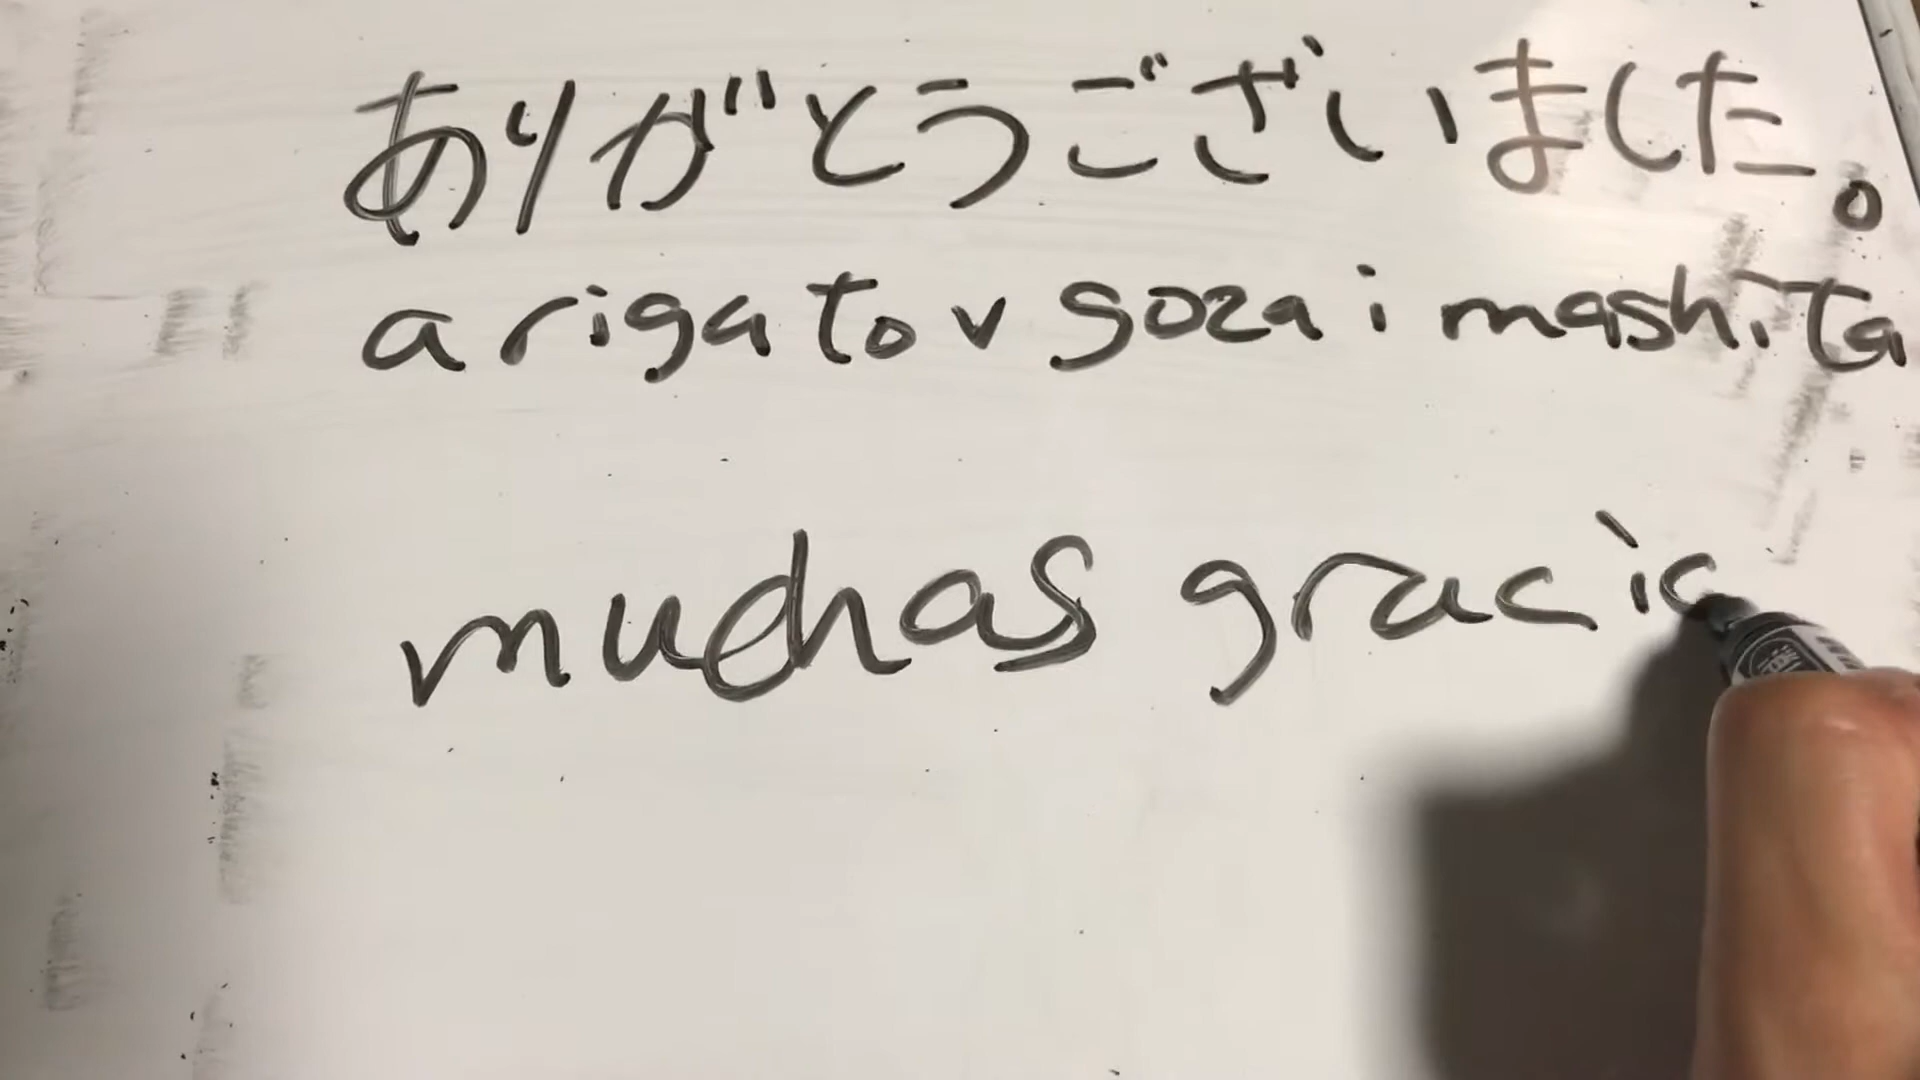 ありがとうございました。
arigatou gozaimashita
muchas gracia